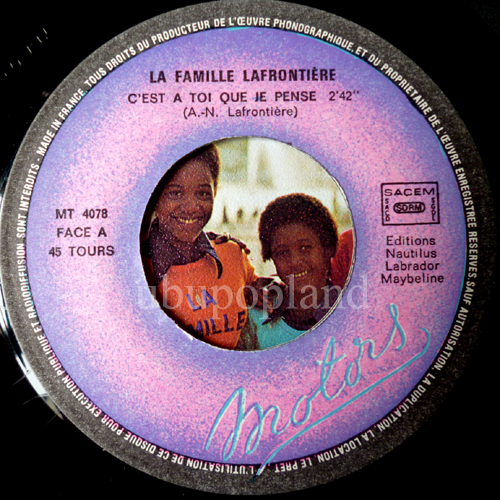 MADE IN FRANCE. TOUS DROITS DU PRODUCTEUR DE L'ŒUVRE PHONOGRAPHIQUE, ET DU PROPRIETAIRE DE L'ŒUVRE ENREGISTREE RESERVES, SAUF AUTORISATION, LA DUPLICATION, LA LOCATION, LE PRET, L'UTILISATION DE CE DISQUE POUR EXECUTION PUBLIQUE ET RADIODIFFUSION SONT INTERDITS -
LA FAMILLE LAFRONTIÈRE
C'EST A TOI QUE JE PENSE 2'42"
(A.-N. Lafrontière)
MT 4078
FACE A
45 TOURS
SACEM
SDRM
Editions
Nautilus
Labrador
Maybeline
LA
MILLE
ubupopland
motors